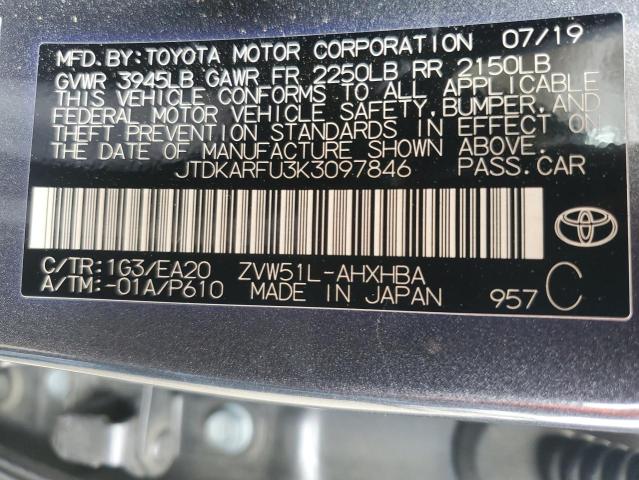 MFD.BY:TOYOTA MOTOR CORPORATION 07/19
GVWR 3945LB GAWR FR 2250LB RR 2150LB
THIS VEHICLE CONFORMS TO ALL APPLICABLE
FEDERAL MOTOR VEHICLE SAFETY,BUMPER,AND
THEFT PREVENTION STANDARDS IN EFFECT ON
THE DATE OF MANUFACTURE SHOWN ABOVE.
JTDKARFU3K3097846 PASS.CAR
C/TR:1G3/EA20 ZVW51L-AHXHBA
A/TM:-01A/P610 MADE IN JAPAN 957 C